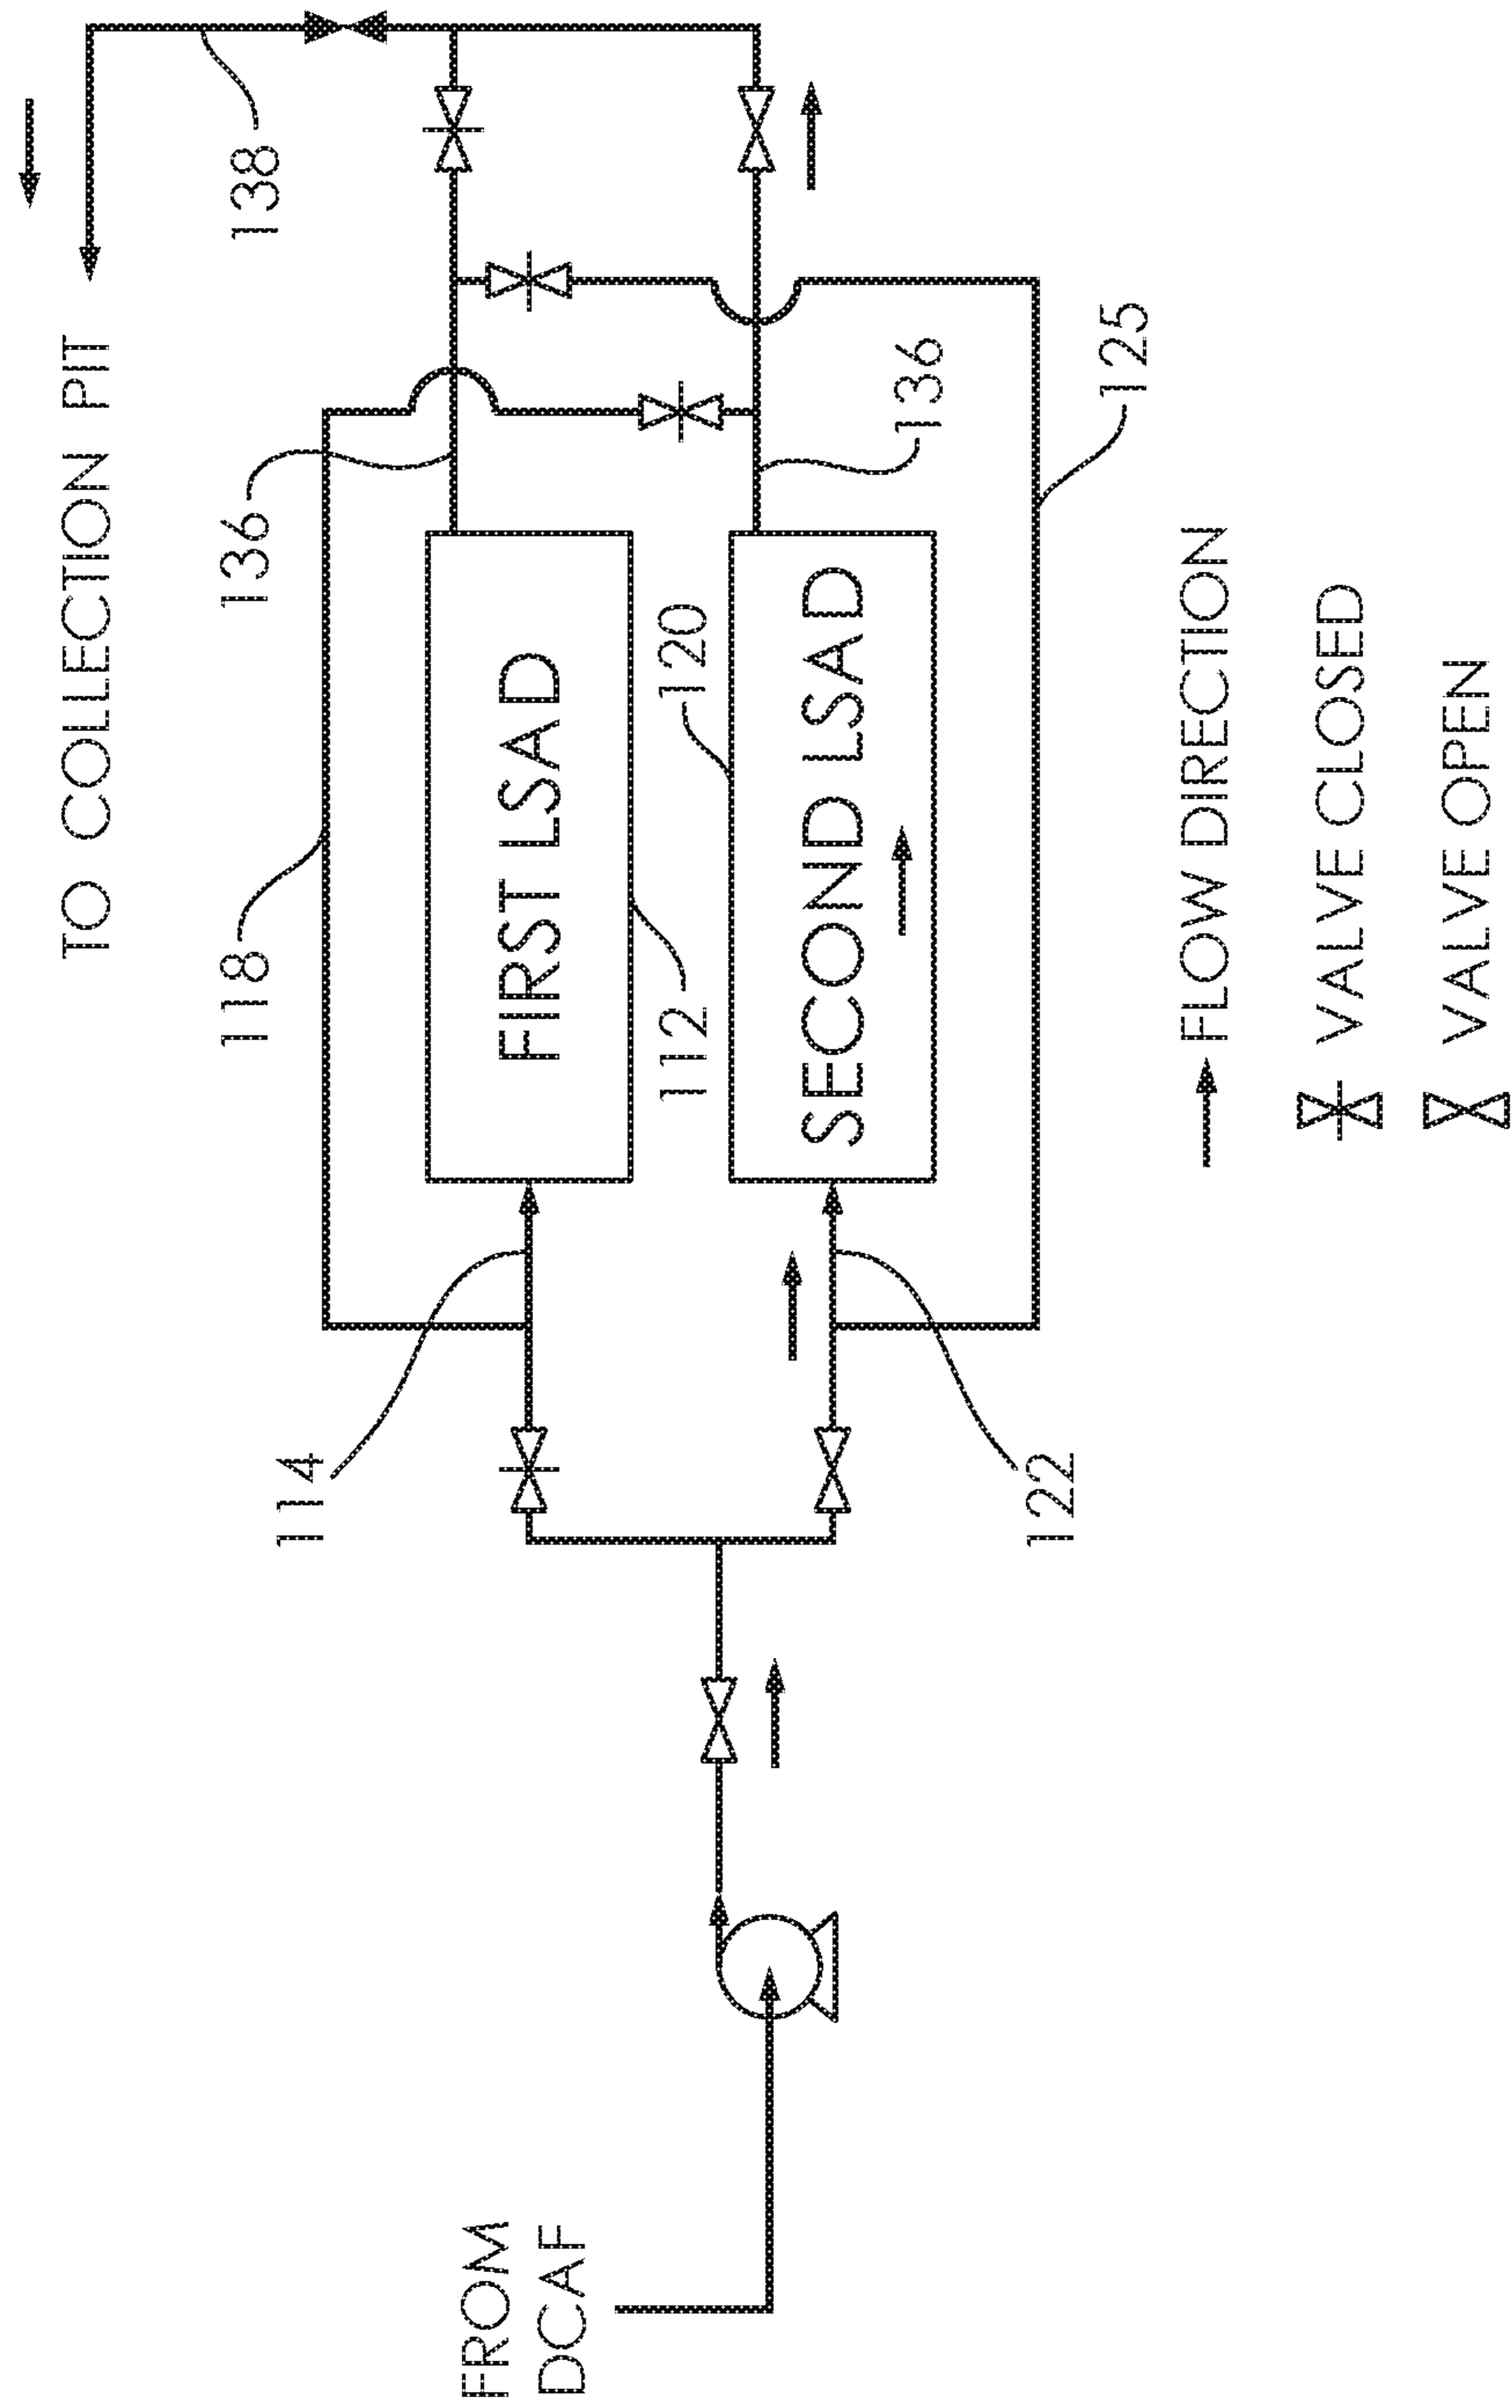 TO COLLECTION PIT
138
136
118
FIRST LSAD
112
120
SECOND LSAD
136
125
114
122
FROM
DCAF
FLOW DIRECTION
VALVE CLOSED
VALVE OPEN